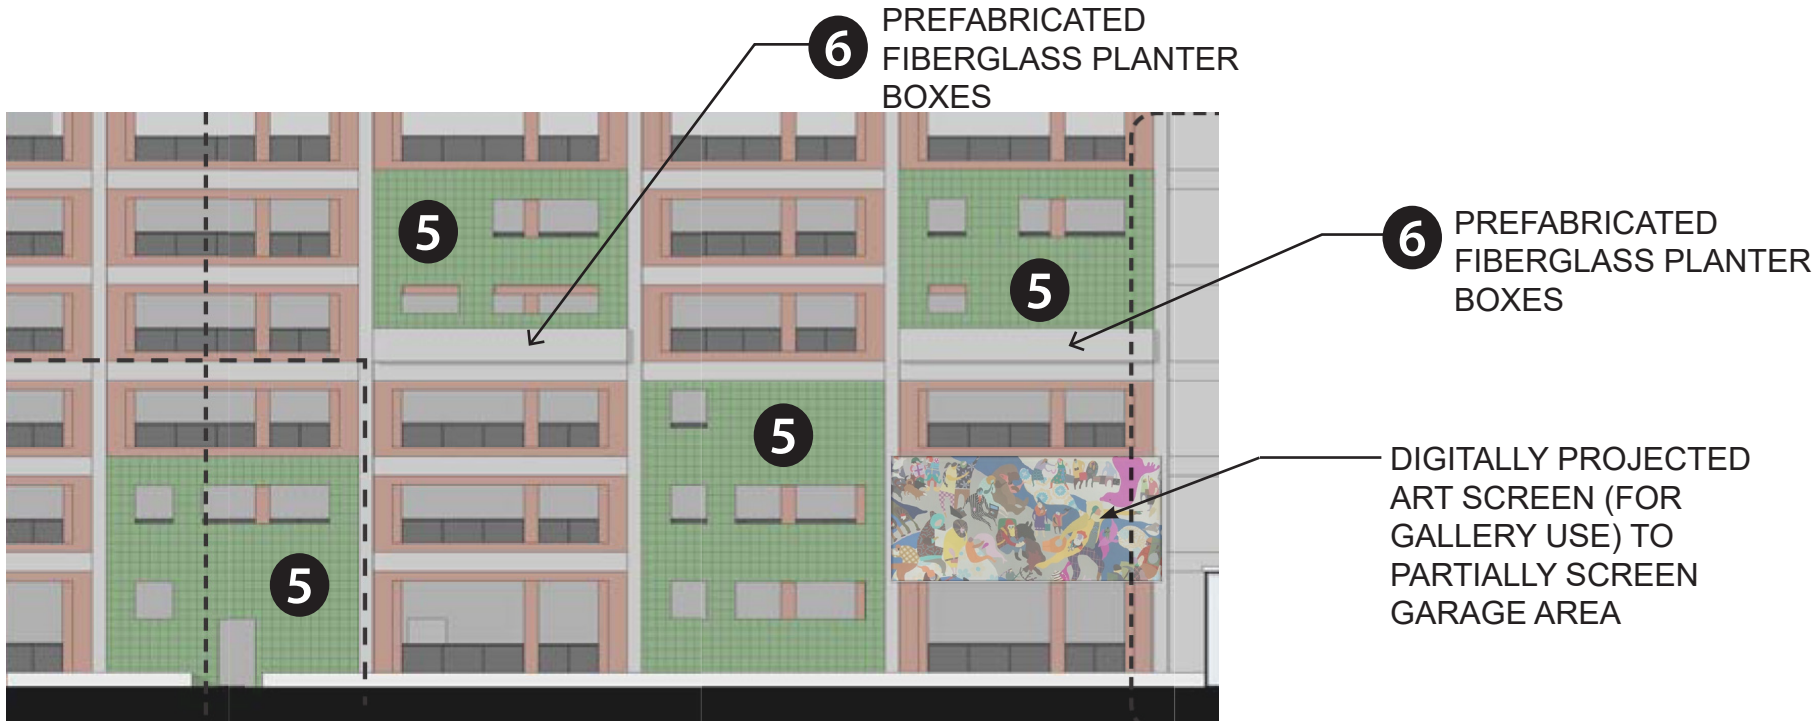 6 PREFABRICATED
FIBERGLASS PLANTER
BOXES
5
5
6 PREFABRICATED
FIBERGLASS PLANTER
BOXES
5
5
DIGITALLY PROJECTED
ART SCREEN (FOR
GALLERY USE) TO
PARTIALLY SCREEN
GARAGE AREA